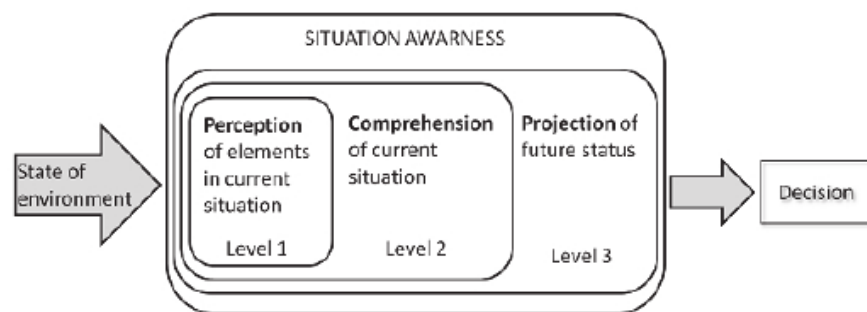 SITUATION AWARNESS
State of
environment
Perception
of elements
in current
situation
Level 1
Comprehension
of current
situation
Level 2
Projection of
future status
Level 3
Decision